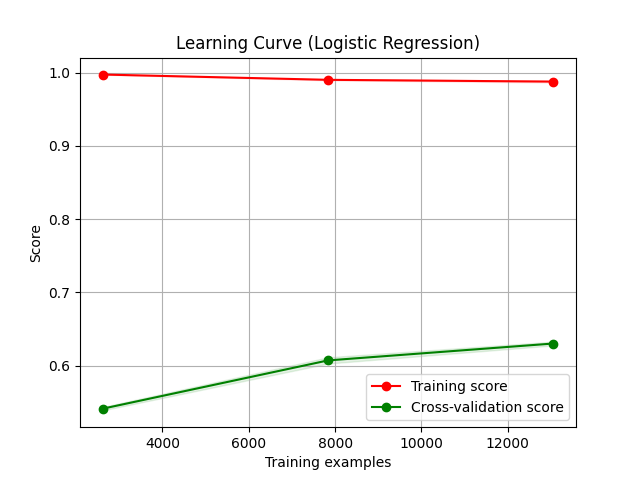 Learning Curve (Logistic Regression)
1.0
0.9
0.8
0.7
0.6
Score
4000 6000 8000 10000 12000
Training examples
Training score
Cross-validation score